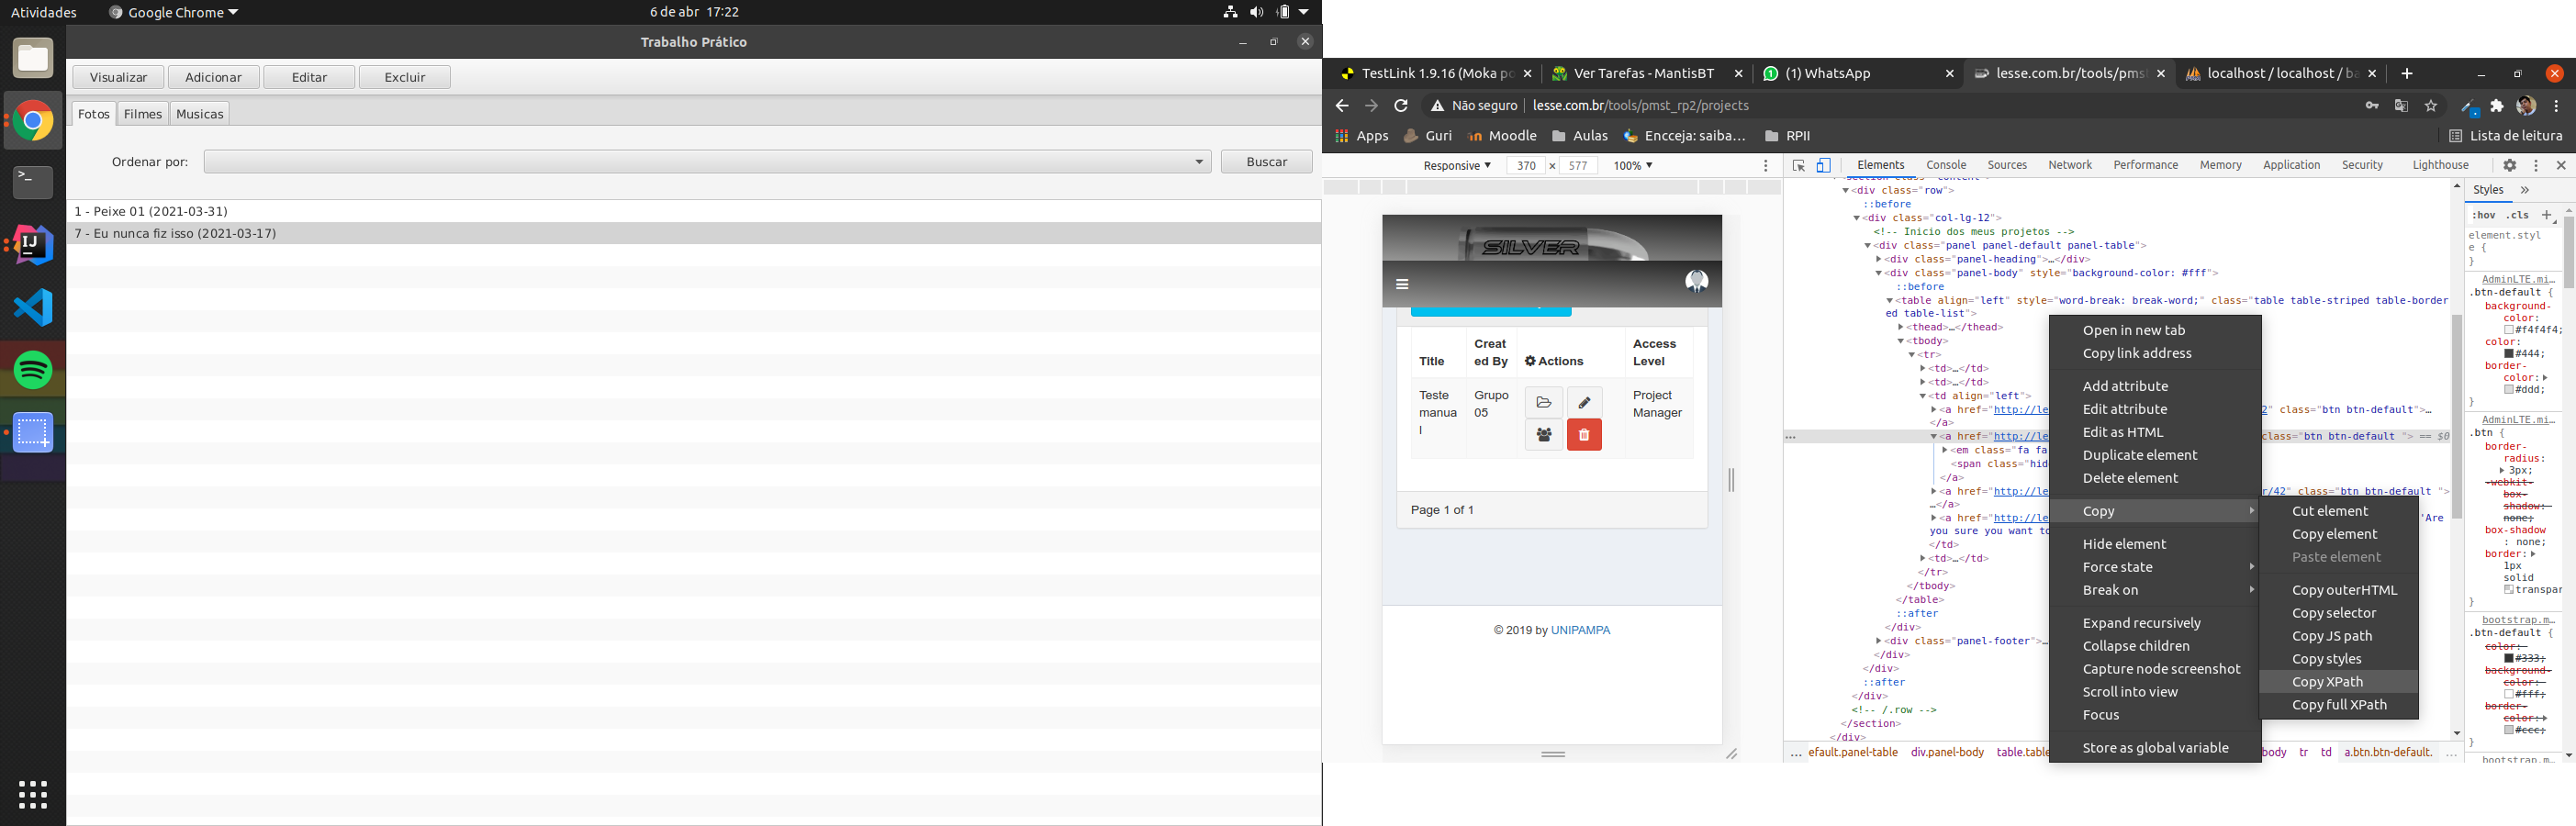 Atividades
Google Chrome
6 de abr 17:22
Trabalho Prático
Visualizar
Adicionar
Editar
Excluir
Fotos
Filmes
Musicas
Ordenar por:
Buscar
1 - Peixe 01 (2021-03-31)
7 - Eu nunca fiz isso (2021-03-17)
TestLink 1.9.16 (Moka po
Ver Tarefas - MantisBT
(1) WhatsApp
lesse.com.br/tools/pms
localhost / localhost / ba
Não seguro
lesse.com.br/tools/pmst_rp2/projects
Apps
Guri
Moodle
Aulas
Encceja: saiba…
RPII
Lista de leitura
Responsive
370 × 577
100%
SILVER
Title
Creat
ed By
Actions
Access
Level
Teste
manua
l
Grupo
05
Project
Manager
Page 1 of 1
© 2019 by UNIPAMPA
Elements
Console
Sources
Network
Performance
Memory
Application
Security
Lighthouse
<div class="row">
::before
<div class="col-lg-12">
<!-- Inicio dos meus projetos -->
<div class="panel panel-default panel-table">
<div class="panel-heading">…</div>
<div class="panel-body" style="background-color: #fff">
::before
<table align="left" style="word-break: break-word;" class="table table-striped table-border
ed table-list">
<thead>…</thead>
<tbody>
<tr>
<td>…</td>
<td>…</td>
<td align="left">
<a href="http://le
2" class="btn btn-default">…
</a>
<a href="http://le
class="btn btn-default "> == $0
<em class="fa fa
<span class="hid
</a>
<a href="http://le
r/42" class="btn btn-default ">
…</a>
<a href="http://le
'Are
you sure you want to
</td>
<td>…</td>
</tr>
</tbody>
</table>
::after
</div>
<div class="panel-footer">…
</div>
</div>
::after
</div>
<!-- /.row -->
</section>
</div>
… efault.panel-table
div.panel-body
table.table
body
tr
td
a.btn.btn-default.
…
Open in new tab
Copy link address
Add attribute
Edit attribute
Edit as HTML
Duplicate element
Delete element
Copy
Hide element
Force state
Break on
Expand recursively
Collapse children
Capture node screenshot
Scroll into view
Focus
Store as global variable
Cut element
Copy element
Paste element
Copy outerHTML
Copy selector
Copy JS path
Copy styles
Copy XPath
Copy full XPath
Styles
:hov .cls
element.styl
e {
}
AdminLTE.mi…
.btn-default {
background-
color:
#f4f4f4;
color:
#444;
border-
color:
#ddd;
}
AdminLTE.mi…
.btn {
border-
radius:
3px;
-webkit-
box-
shadow:
none;
box-shadow
: none;
border:
1px
solid
transpar
}
bootstrap.m…
.btn-default {
color:
#333;
background-
color:
#fff;
border-
color:
#ccc;
}
bootstrap.m…